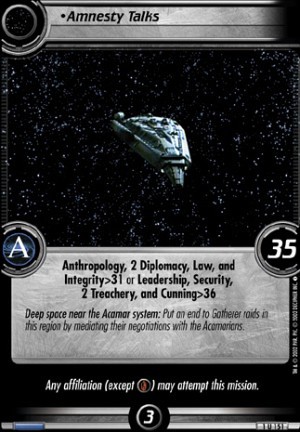 •Amnesty Talks
A
35
Anthropology, 2 Diplomacy, Law, and
Integrity>31 or Leadership, Security,
2 Treachery, and Cunning>36
Deep space near the Acamar system: Put an end to Gatherer raids in
this region by mediating their negotiations with the Acamarians.
Any affiliation (except) may attempt this mission.
3
1 U 151